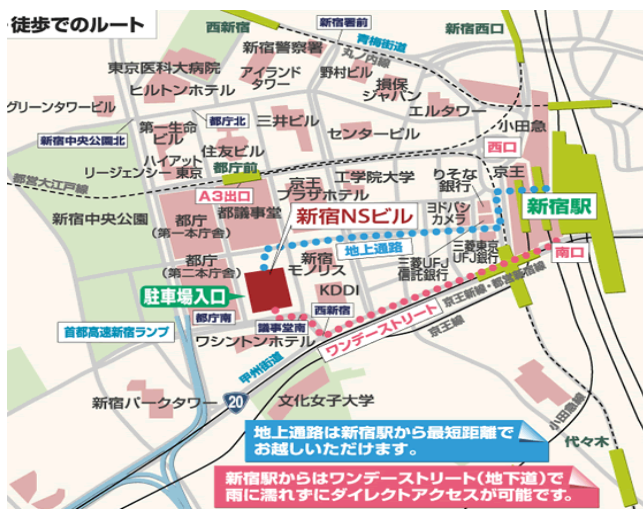 徒歩でのルート
西新宿
新宿署前
青梅街道
丸ノ内線
新宿西口
新宿警察署
東京医科大病院
アイランド
タワー
野村ビル
損保
ジャパン
ヒルトンホテル
グリーンタワービル
エルタワー
小田急
都庁北
三井ビル
新宿中央公園北
第一生命
ビル
センタービル
住友ビル
西口
ハイアット
リージェンシー 東京
都庁前
工学院大学
りそな
銀行
京王
都営大江戸線
A3出口
京王
プラザホテル
新宿駅
新宿中央公園
都議事堂
ヨドバシ
カメラ
都庁
(第一本庁舎)
新宿NSビル
地上通路
三菱東京
UFJ銀行
南口
都庁
(第二本庁舎)
新宿
モノリス
三菱UFJ
信託銀行
KDDI
京王新線・都営新宿線
駐車場入口
西新宿
京王線
都庁南
議事堂南
ワンデーストリート
首都高速新宿ランプ
ワシントンホテル
甲州街道
小田急線
20
新宿パークタワー
文化女子大学
代々木
地上通路は新宿駅から最短距離で
お越しいただけます。
新宿駅からはワンデーストリート(地下道)で
雨に濡れずにダイレクトアクセスが可能です。